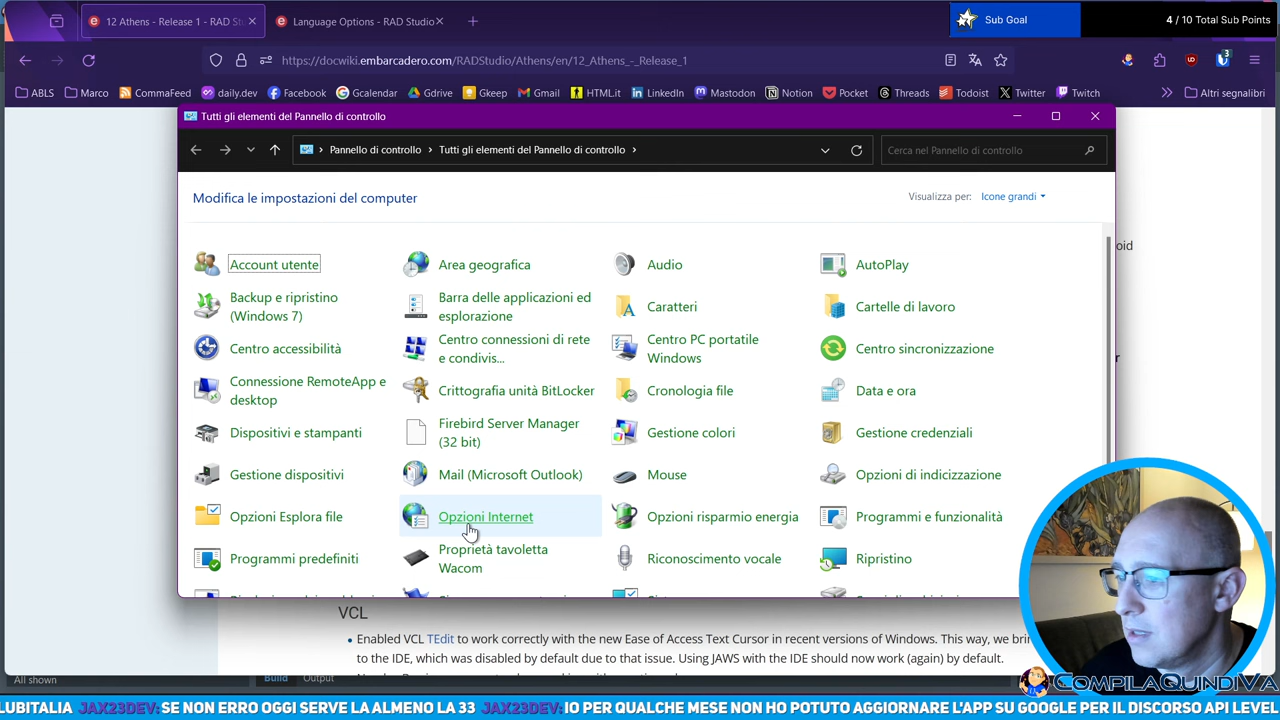 12 Athens - Release 1 - RAD St
Language Options - RAD Studio
Sub Goal
4 / 10 Total Sub Points
https://docwiki.embarcadero.com/RADStudio/Athens/en/12_Athens_-_Release_1
3
ABLS Marco CommaFeed daily.dev Facebook Gcalendar Gdrive Gkeep Gmail HTML.it LinkedIn Mastodon Notion Pocket Threads Todoist Twitter Twitch Altri segnalibri
Tutti gli elementi del Pannello di controllo
Pannello di controllo Tutti gli elementi del Pannello di controllo
Cerca nel Pannello di controllo
Modifica le impostazioni del computer
Visualizza per: Icone grandi
oid
Account utente
Area geografica
Audio
AutoPlay
Backup e ripristino
(Windows 7)
Barra delle applicazioni ed
esplorazione
Caratteri
Cartelle di lavoro
Centro accessibilità
Centro connessioni di rete
e condivis...
Centro PC portatile
Windows
Centro sincronizzazione
Connessione RemoteApp e
desktop
Crittografia unità BitLocker
Cronologia file
Data e ora
Dispositivi e stampanti
Firebird Server Manager
(32 bit)
Gestione colori
Gestione credenziali
Gestione dispositivi
Mail (Microsoft Outlook)
Mouse
Opzioni di indicizzazione
Opzioni Esplora file
Opzioni Internet
Opzioni risparmio energia
Programmi e funzionalità
Programmi predefiniti
Proprietà tavoletta
Wacom
Riconoscimento vocale
Ripristino
VCL
Enabled VCL TEdit to work correctly with the new Ease of Access Text Cursor in recent versions of Windows. This way, we bri
to the IDE, which was disabled by default due to that issue. Using JAWS with the IDE should now work (again) by default.
All shown
Build Output
COMPILAQUINDIVA
LUBITALIA JAX23DEV: SE NON ERRO OGGI SERVE LA ALMENO LA 33 JAX23DEV: IO PER QUALCHE MESE NON HO POTUTO AGGIORNARE L'APP SU GOOGLE PER IL DISCORSO API LEVEL